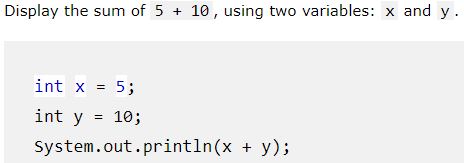 Display the sum of 5 + 10, using two variables: x and y.
int x = 5;
int y = 10;
System.out.println(x + y);